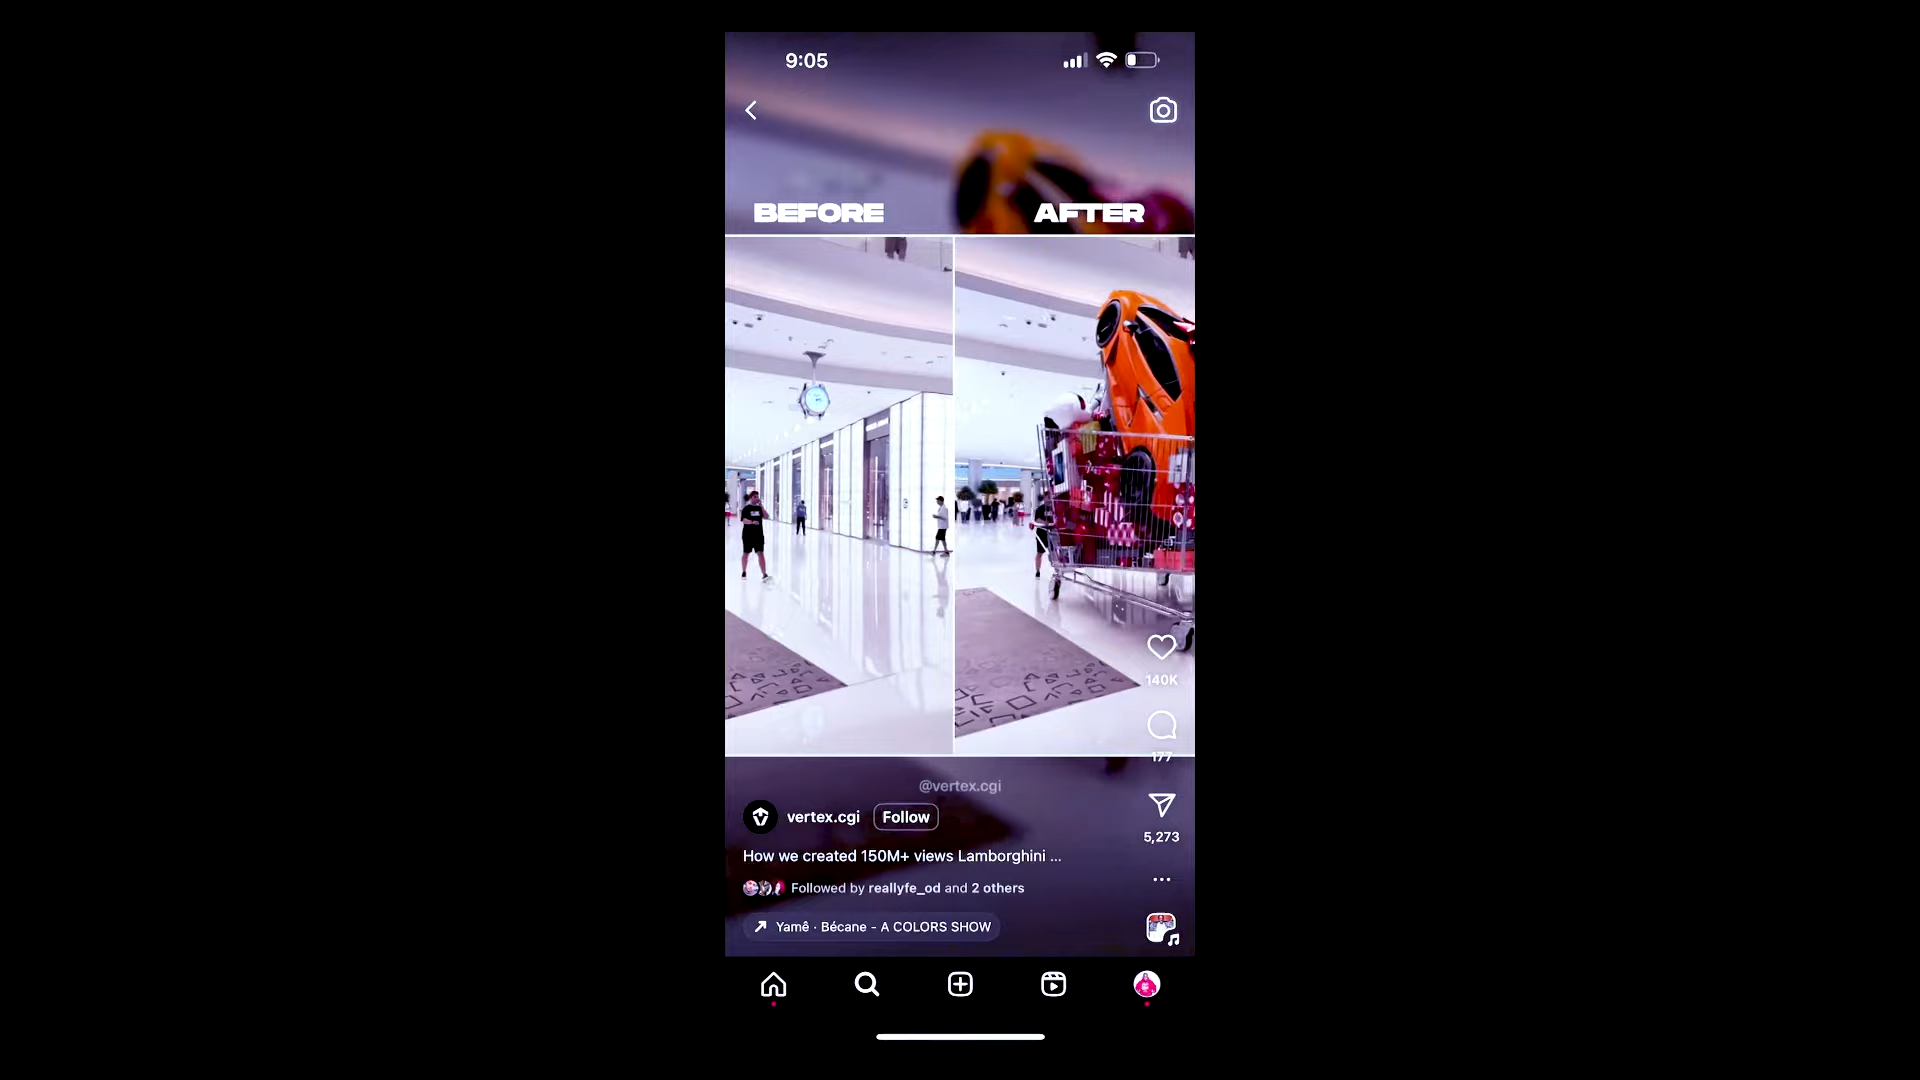 9:05
BEFORE
AFTER
140K
177
@vertex.cgi
vertex.cgi
Follow
5,273
How we created 150M+ views Lamborghini ...
Followed by reallyfe_od and 2 others
Yamê · Bécane - A COLORS SHOW